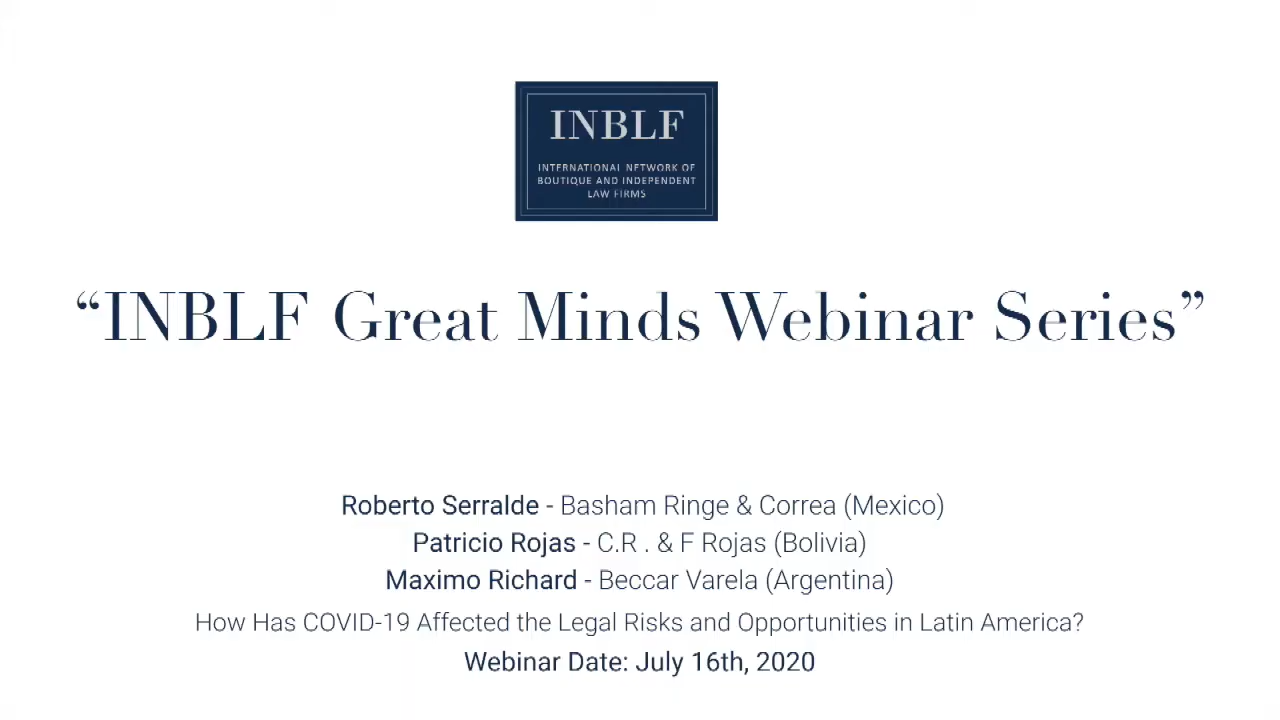 INBLF
INTERNATIONAL NETWORK OF
BOUTIQUE AND INDEPENDENT
LAW FIRMS
“INBLF Great Minds Webinar Series”
Roberto Serralde - Basham Ringe & Correa (Mexico)
Patricio Rojas - C.R . & F Rojas (Bolivia)
Maximo Richard - Beccar Varela (Argentina)
How Has COVID-19 Affected the Legal Risks and Opportunities in Latin America?
Webinar Date: July 16th, 2020